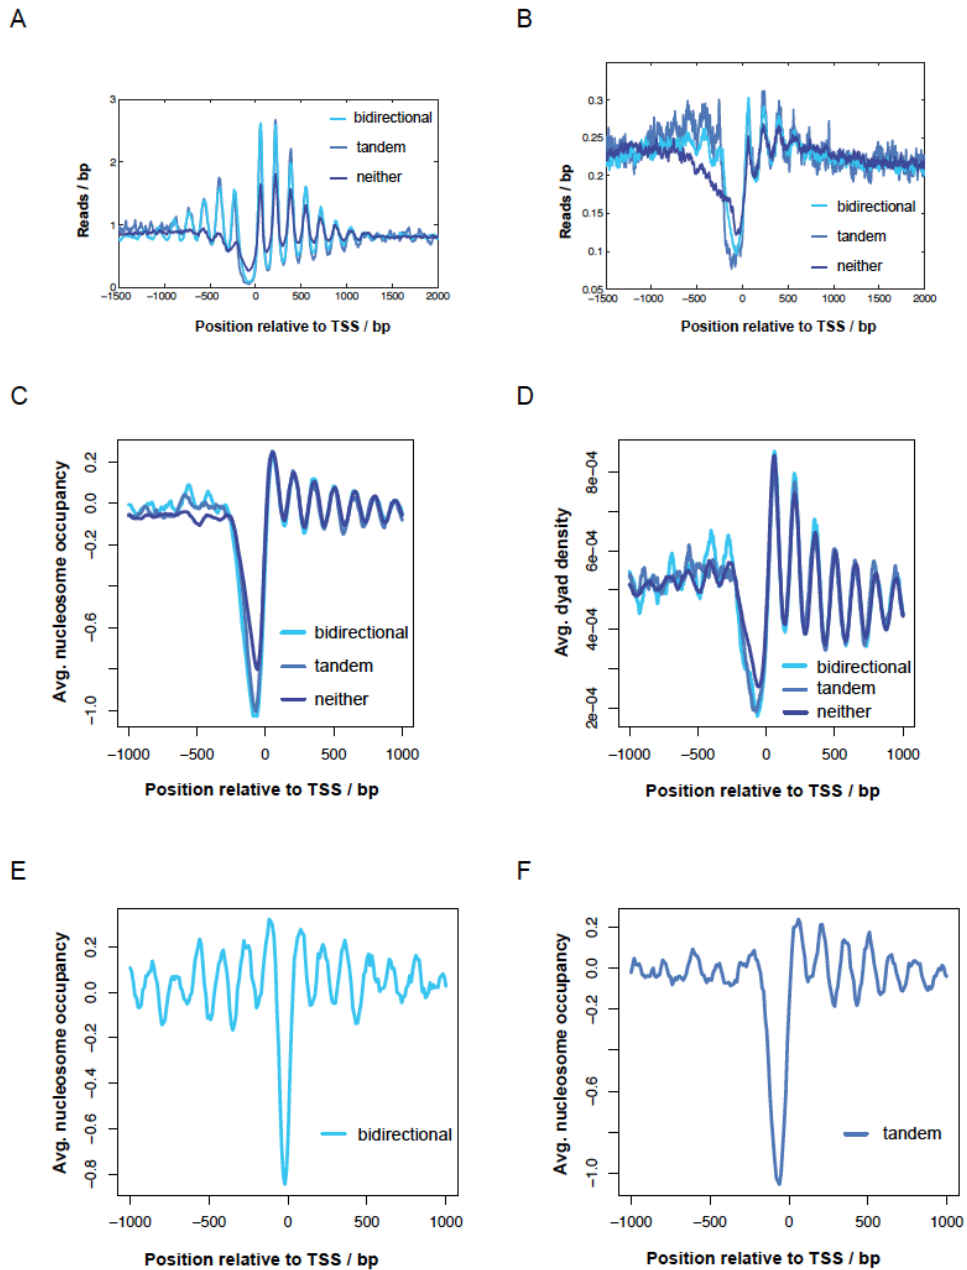 A
B
3
2
1
0
Reads / bp
bidirectional
tandem
neither
−1500 −1000 −500 0 500 1000 1500 2000
Position relative to TSS / bp
0.3
0.25
0.2
0.15
0.1
0.05
Reads / bp
bidirectional
tandem
neither
−1500 −1000 −500 0 500 1000 1500 2000
Position relative to TSS / bp
C
D
0.2
0.0
−0.2
−0.6
−1.0
Avg. nucleosome occupancy
bidirectional
tandem
neither
−1000 −500 0 500 1000
Position relative to TSS / bp
8e−04
6e−04
4e−04
2e−04
Avg. dyad density
bidirectional
tandem
neither
−1000 −500 0 500 1000
Position relative to TSS / bp
E
F
0.2
0.0
−0.2
−0.4
−0.6
−0.8
Avg. nucleosome occupancy
bidirectional
−1000 −500 0 500 1000
Position relative to TSS / bp
0.2
0.0
−0.2
−0.6
−1.0
Avg. nucleosome occupancy
tandem
−1000 −500 0 500 1000
Position relative to TSS / bp